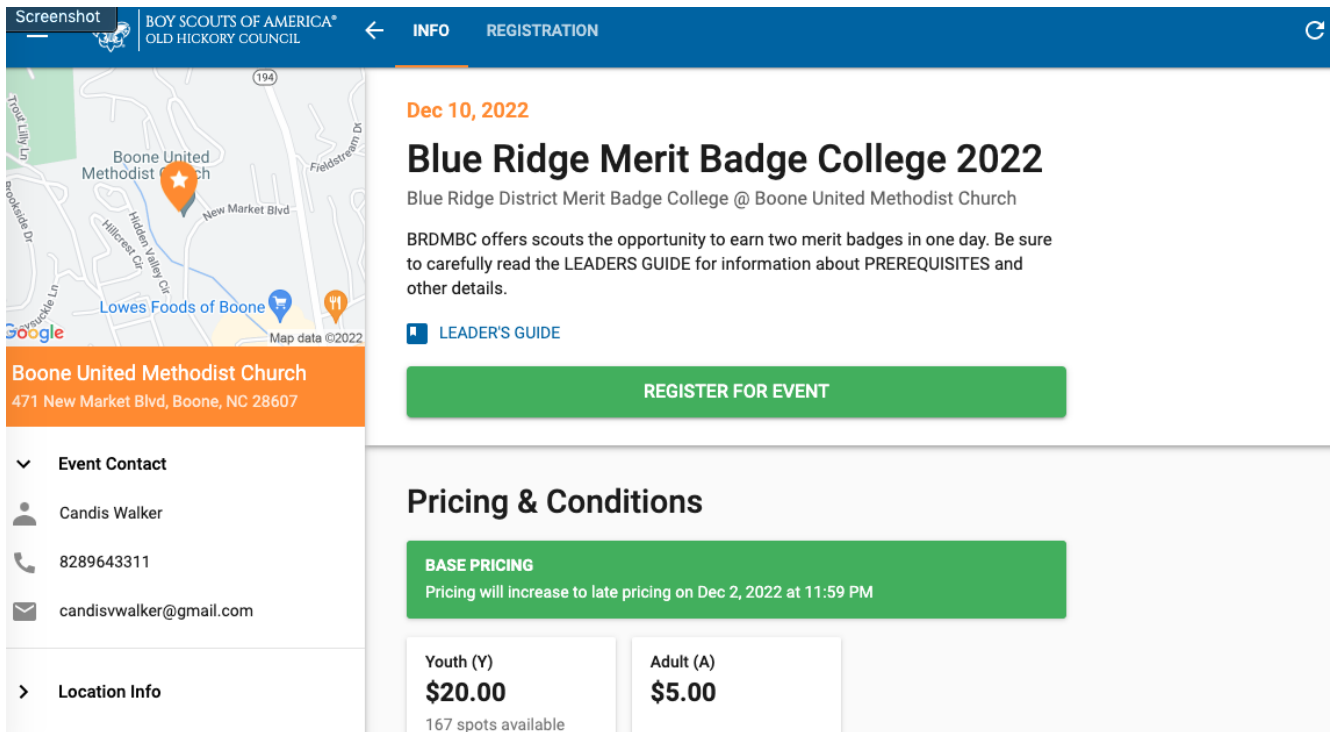 Screenshot
BOY SCOUTS OF AMERICA®
OLD HICKORY COUNCIL
INFO
REGISTRATION
194
Trout Lilly Ln
Boone United
Methodist Church
Fieldstream Dr
New Market Blvd
Brookside Dr
Hillcrest Cir
Hidden Valley Cir
Lowes Foods of Boone
Google
Map data ©2022
Boone United Methodist Church
471 New Market Blvd, Boone, NC 28607
Event Contact
Candis Walker
8289643311
candisvwalker@gmail.com
Location Info
Dec 10, 2022
Blue Ridge Merit Badge College 2022
Blue Ridge District Merit Badge College @ Boone United Methodist Church
BRDMBC offers scouts the opportunity to earn two merit badges in one day. Be sure
to carefully read the LEADERS GUIDE for information about PREREQUISITES and
other details.
LEADER'S GUIDE
REGISTER FOR EVENT
Pricing & Conditions
BASE PRICING
Pricing will increase to late pricing on Dec 2, 2022 at 11:59 PM
Youth (Y)
$20.00
167 spots available
Adult (A)
$5.00